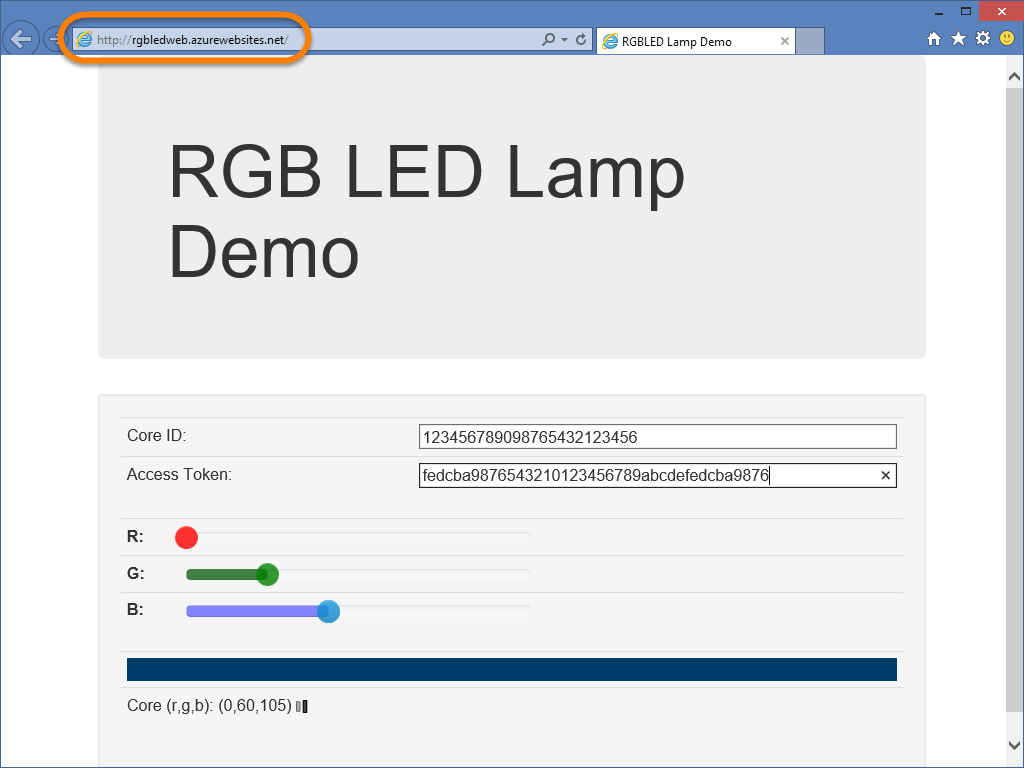 http://rgbledweb.azurewebsites.net/
RGBLED Lamp Demo
RGB LED Lamp
Demo
Core ID:
123456789098765432123456
Access Token:
fedcba9876543210123456789abcdefedcba9876
R:
G:
B:
Core (r,g,b): (0,60,105)